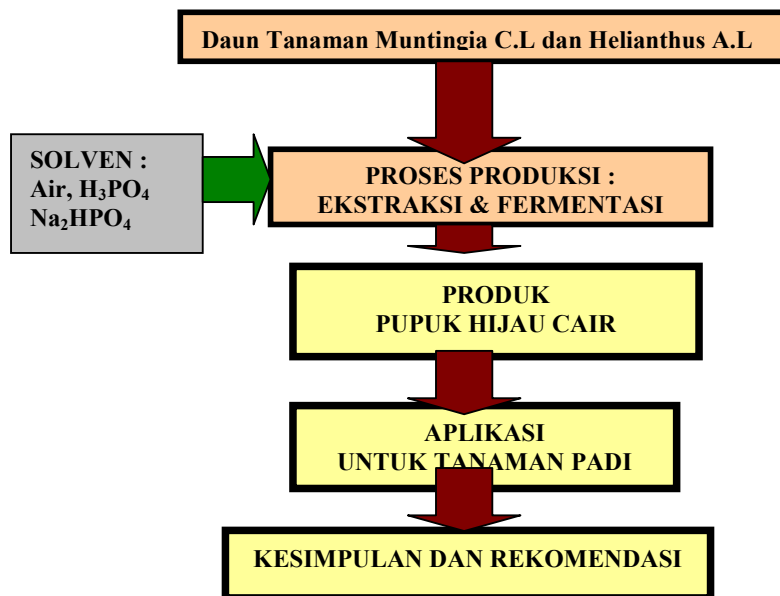 Daun Tanaman Muntingia C.L dan Helianthus A.L
SOLVEN :
Air, H₃PO₄
Na₂HPO₄
PROSES PRODUKSI :
EKSTRAKSI & FERMENTASI
PRODUK
PUPUK HIJAU CAIR
APLIKASI
UNTUK TANAMAN PADI
KESIMPULAN DAN REKOMENDASI